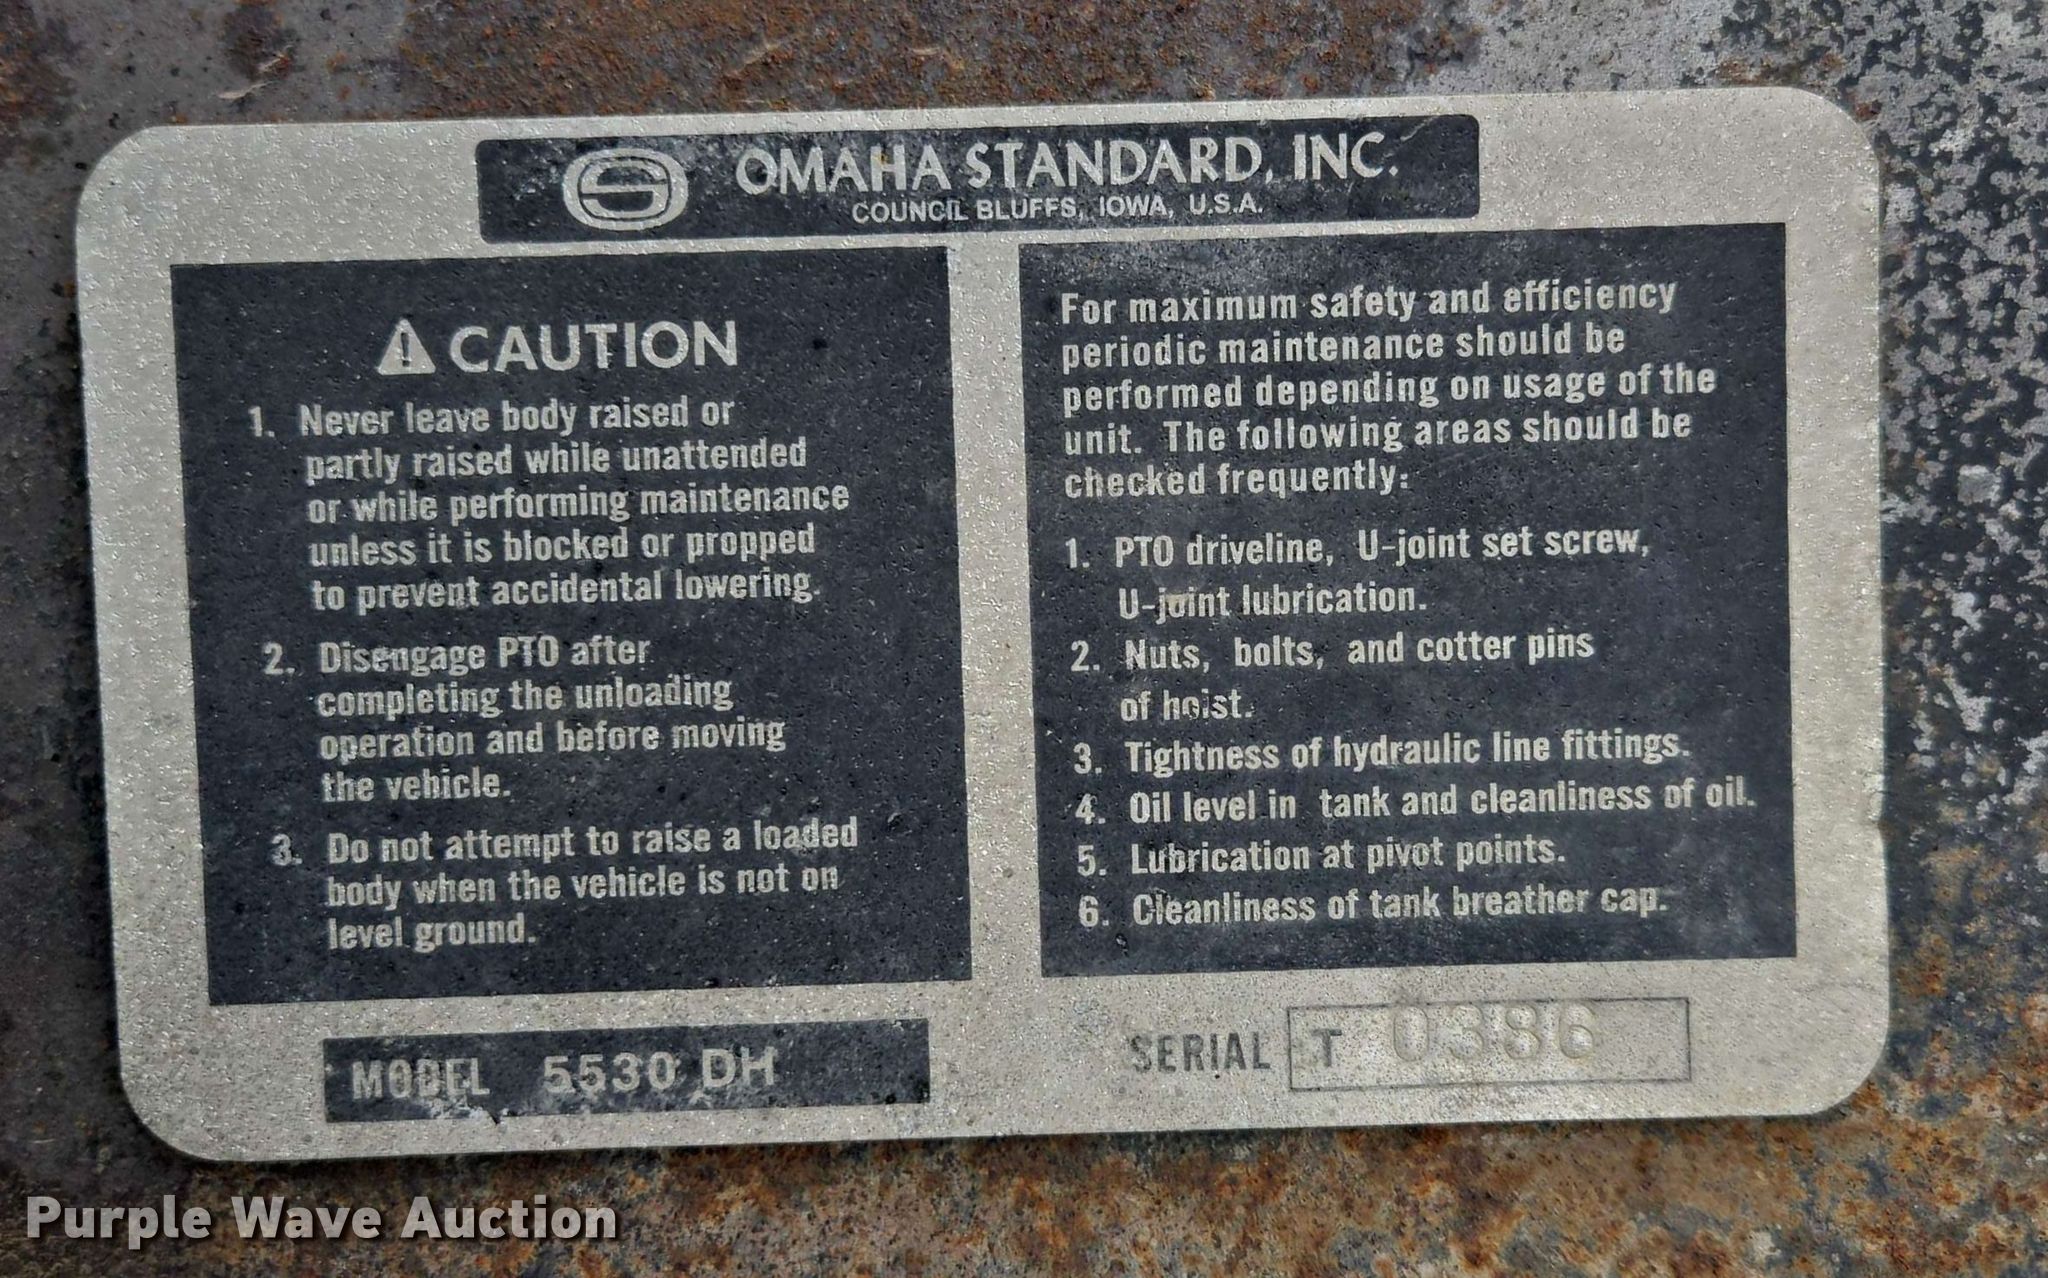 OMAHA STANDARD, INC.
COUNCIL BLUFFS, IOWA, U.S.A.
CAUTION
1. Never leave body raised or
partly raised while unattended
or while performing maintenance
unless it is blocked or propped
to prevent accidental lowering.
2. Disengage PTO after
completing the unloading
operation and before moving
the vehicle.
3. Do not attempt to raise a loaded
body when the vehicle is not on
level ground.
For maximum safety and efficiency
periodic maintenance should be
performed depending on usage of the
unit. The following areas should be
checked frequently:
1. PTO driveline, U-joint set screw,
U-joint lubrication.
2. Nuts, bolts, and cotter pins
of hoist.
3. Tightness of hydraulic line fittings.
4. Oil level in tank and cleanliness of oil.
5. Lubrication at pivot points.
6. Cleanliness of tank breather cap.
MODEL 5530 DH
SERIAL T 0386
Purple Wave Auction